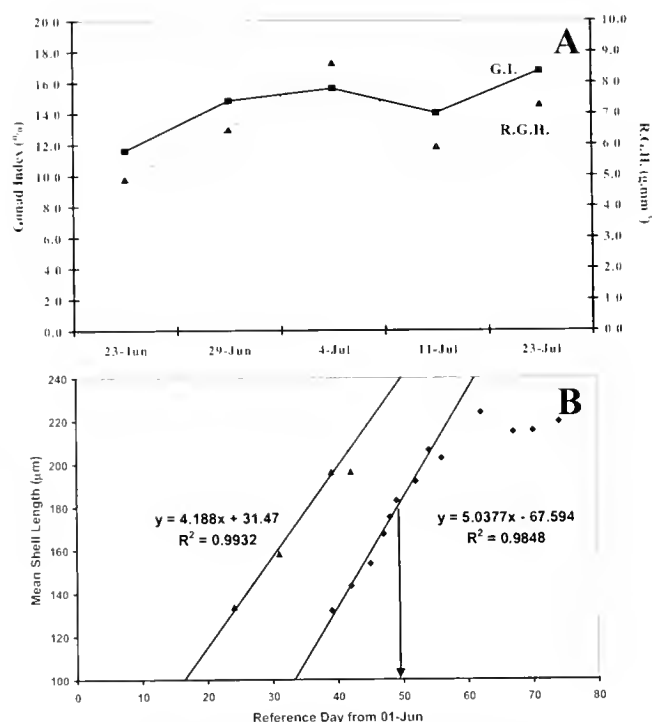 A
Gonad Index (%)
20.0
18.0
16.0
14.0
12.0
10.0
8.0
6.0
4.0
2.0
0.0
G.I.
R.G.H.
10.0
9.0
8.0
7.0
6.0
5.0
4.0
3.0
2.0
1.0
0.0
23-Jun
29-Jun
4-Jul
11-Jul
23-Jul
B
Mean Shell Length (µm)
240
220
200
180
160
140
120
100
y = 4.188x + 31.47
R² = 0.9932
y = 5.0377x - 67.594
R² = 0.9848
0
10
20
30
40
50
60
70
80
Reference Day from 01-Jun